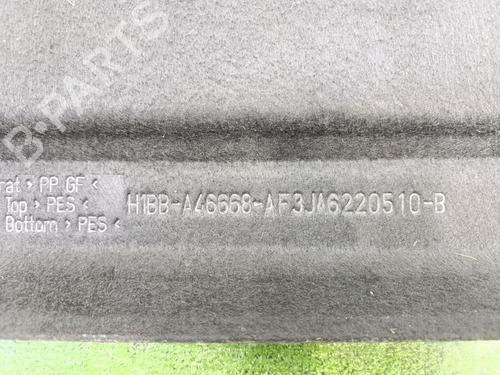 B-PARTS
rat > PP GF <
Top > PES <
Bottom > PES <
H1BB-A46668-AF3JA6220510-B